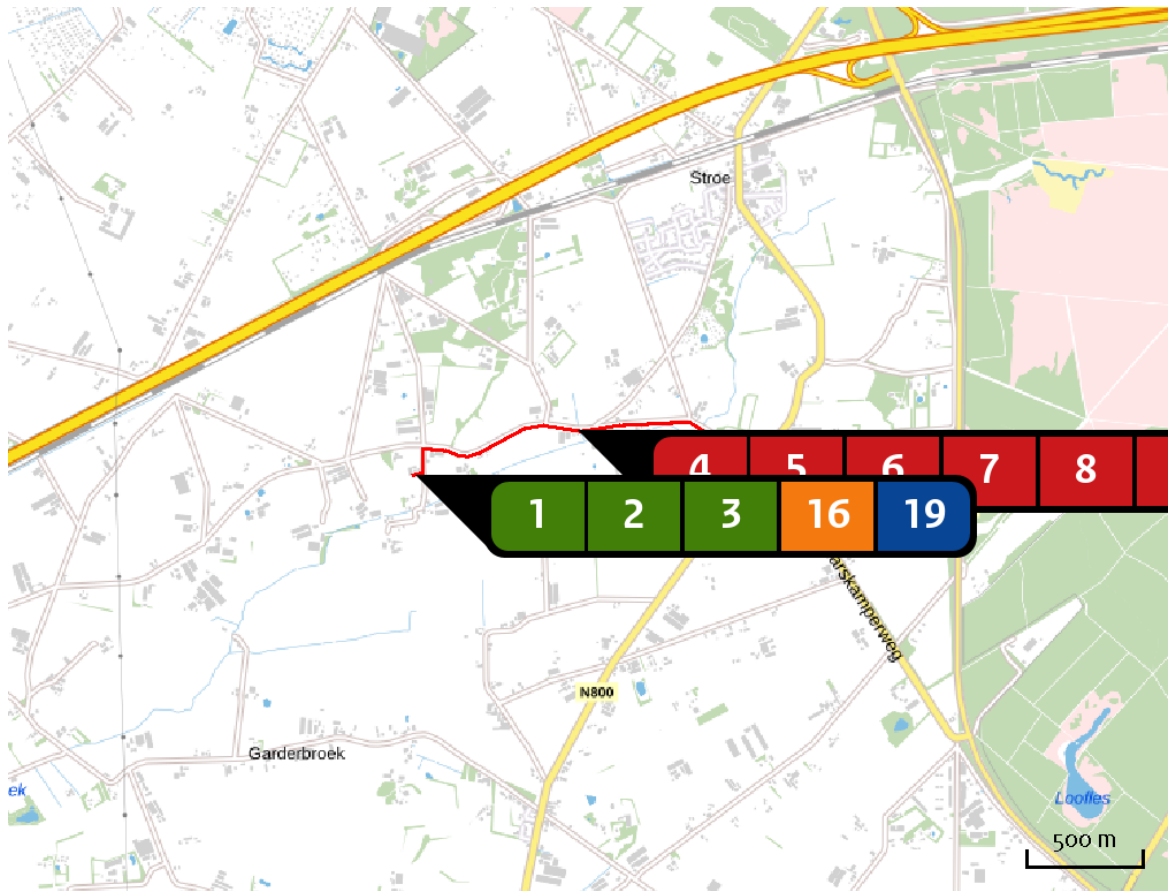 Stroe
4 5 6 7 8
1 2 3 16 19
arskamperweg
N800
Garderbroek
ek
Loofles
500 m